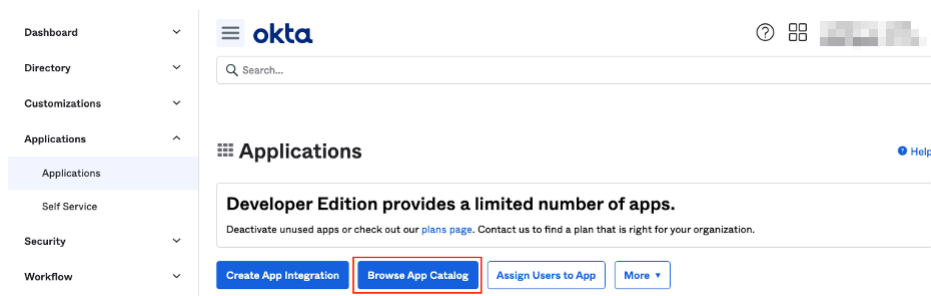 Dashboard
Directory
Customizations
Applications
Applications
Self Service
Security
Workflow
okta
Search...
Applications
Help
Developer Edition provides a limited number of apps.
Deactivate unused apps or check out our plans page. Contact us to find a plan that is right for your organization.
Create App Integration
Browse App Catalog
Assign Users to App
More